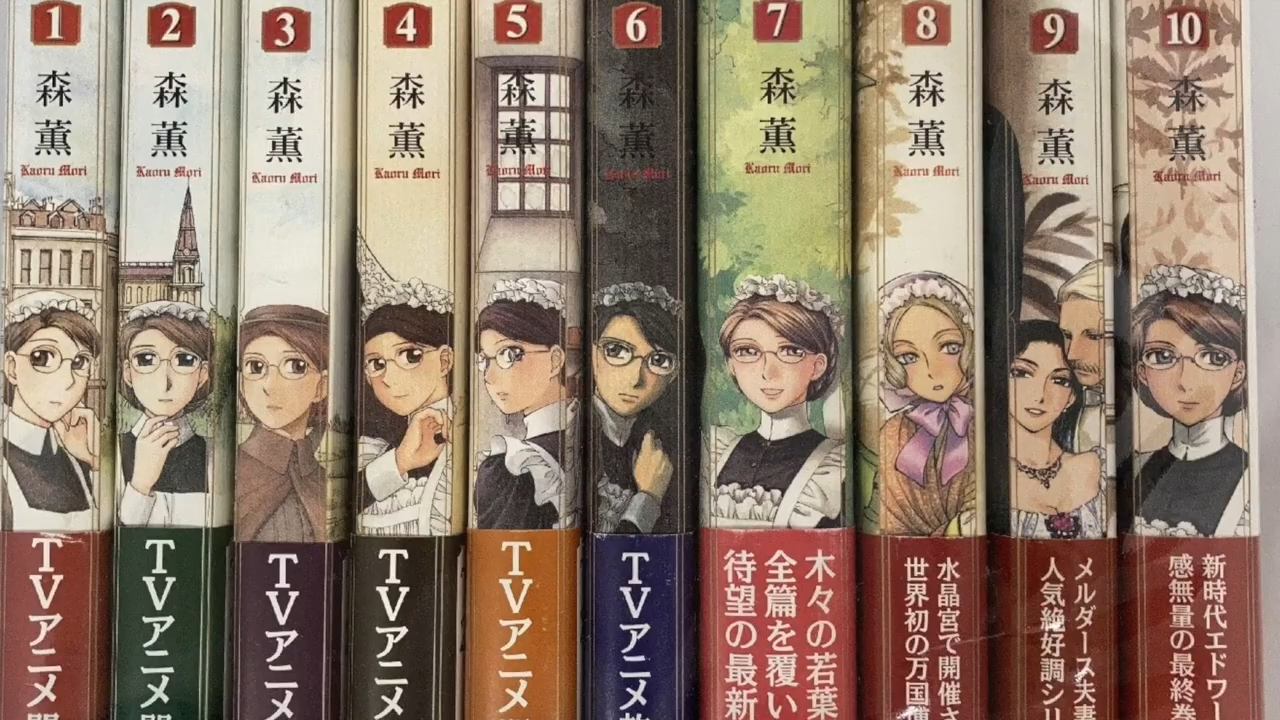 1
森薫
Kaoru Mori
TVアニメ
2
森薫
Kaoru Mori
TVアニメ
3
森薫
Kaoru Mori
TVアニメ
4
森薫
Kaoru Mori
TVアニメ
5
森薫
Kaoru Mori
TVアニメ
6
森薫
Kaoru Mori
TVアニメ
7
森薫
Kaoru Mori
木々の若葉
全篇を覆い
待望の最新
8
森薫
Kaoru Mori
水晶宮で開催さ
世界初の万国博
9
森薫
Kaoru Mori
メルダース夫妻
人気絶好調シリ
10
森薫
Kaoru Mori
新時代エドワー
感無量の最終巻